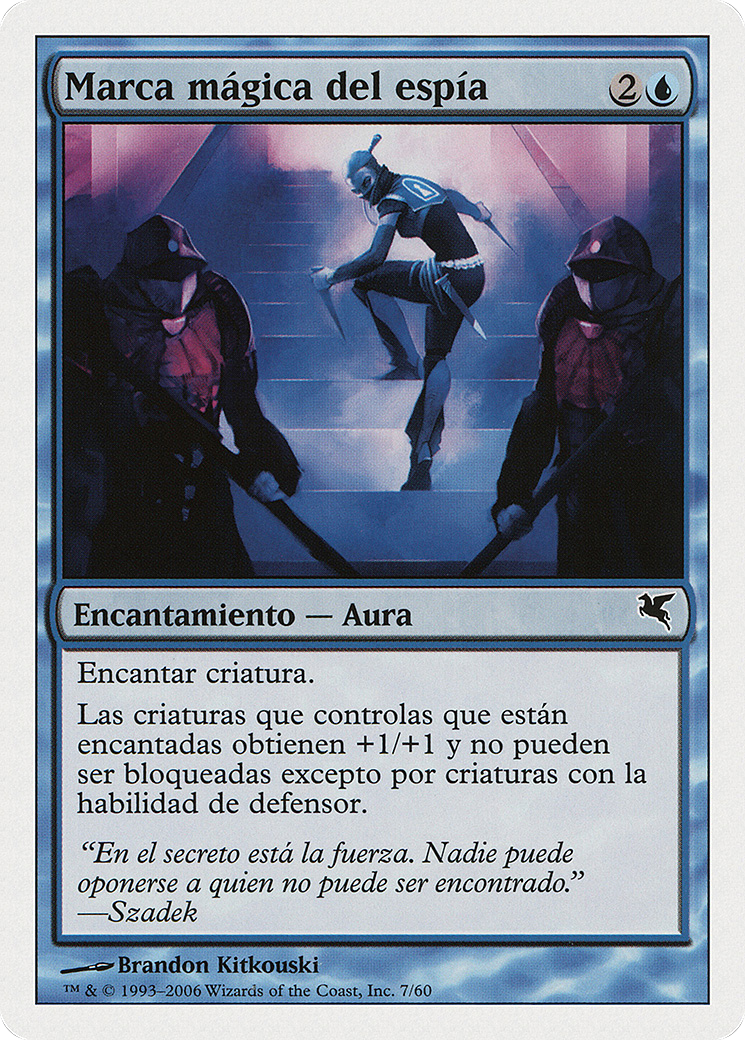 Marca mágica del espía 2
Encantamiento — Aura
Encantar criatura.
Las criaturas que controlas que están
encantadas obtienen +1/+1 y no pueden
ser bloqueadas excepto por criaturas con la
habilidad de defensor.
“En el secreto está la fuerza. Nadie puede
oponerse a quien no puede ser encontrado.”
—Szadek
Brandon Kitkouski
™ & © 1993–2006 Wizards of the Coast, Inc. 7/60